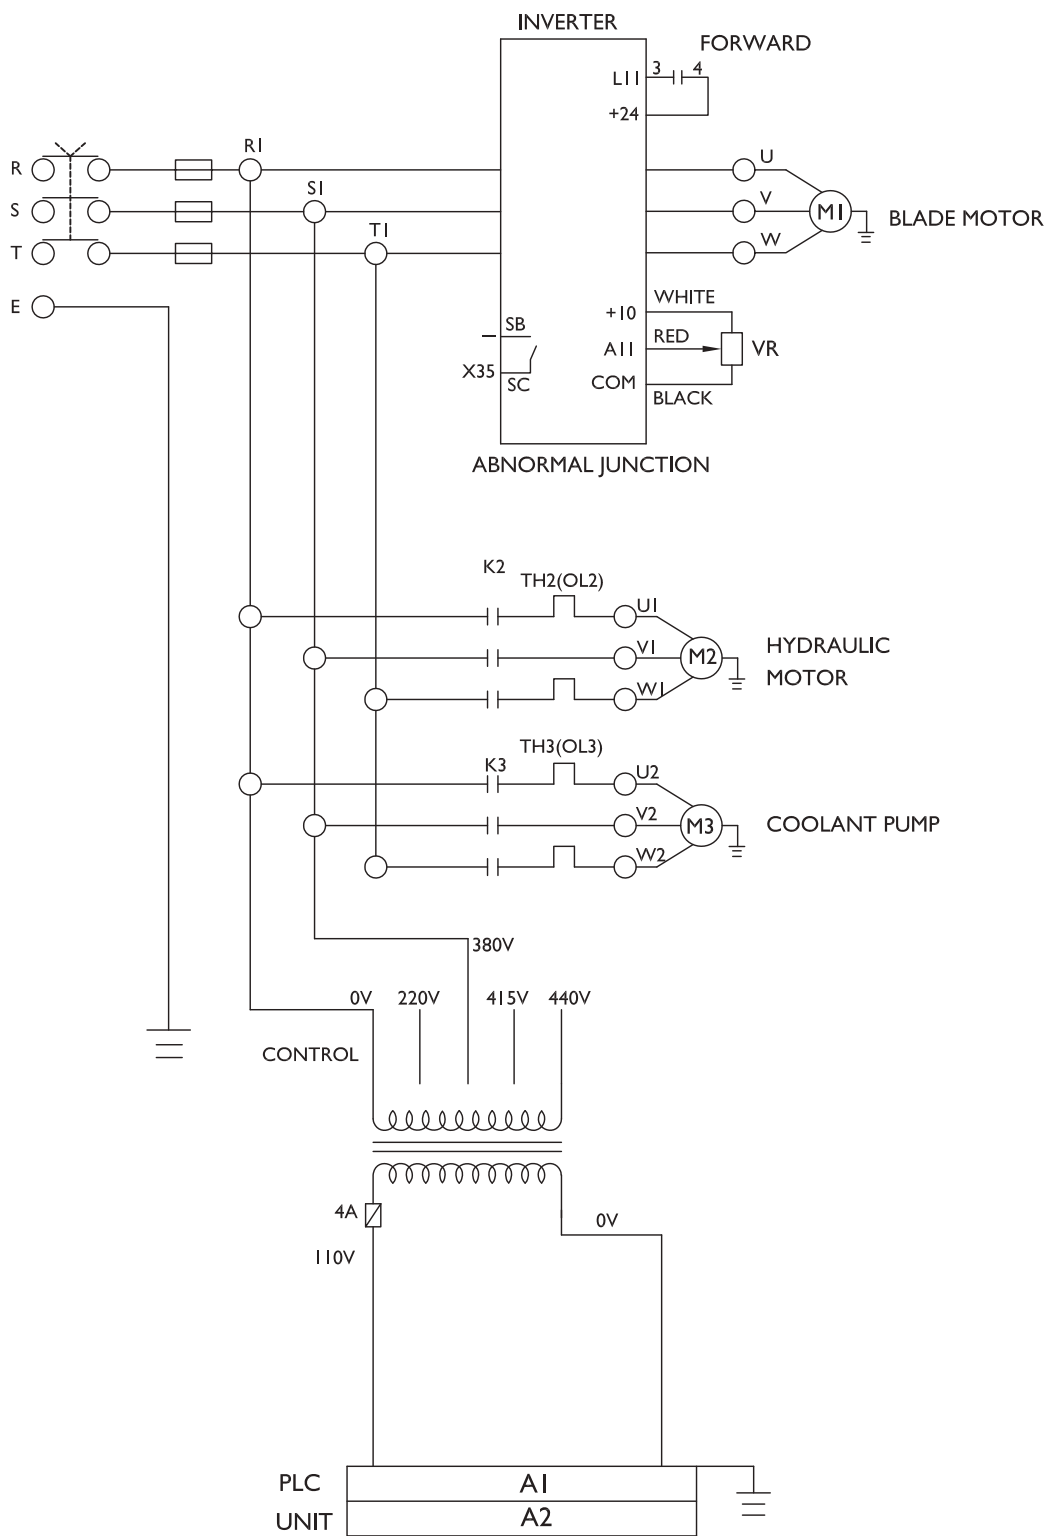 INVERTER
FORWARD
L11 3 4
+24
R R1 U
S S1 V M1 BLADE MOTOR
T T1 W
E
+10 WHITE
SB
– A11 RED VR
X35 SC
COM BLACK
ABNORMAL JUNCTION
K2 TH2(OL2)
U1
V1 M2 HYDRAULIC
W1 MOTOR
K3 TH3(OL3)
U2
V2 M3 COOLANT PUMP
W2
380V
0V 220V 415V 440V
CONTROL
4A 0V
110V
PLC A1
UNIT A2